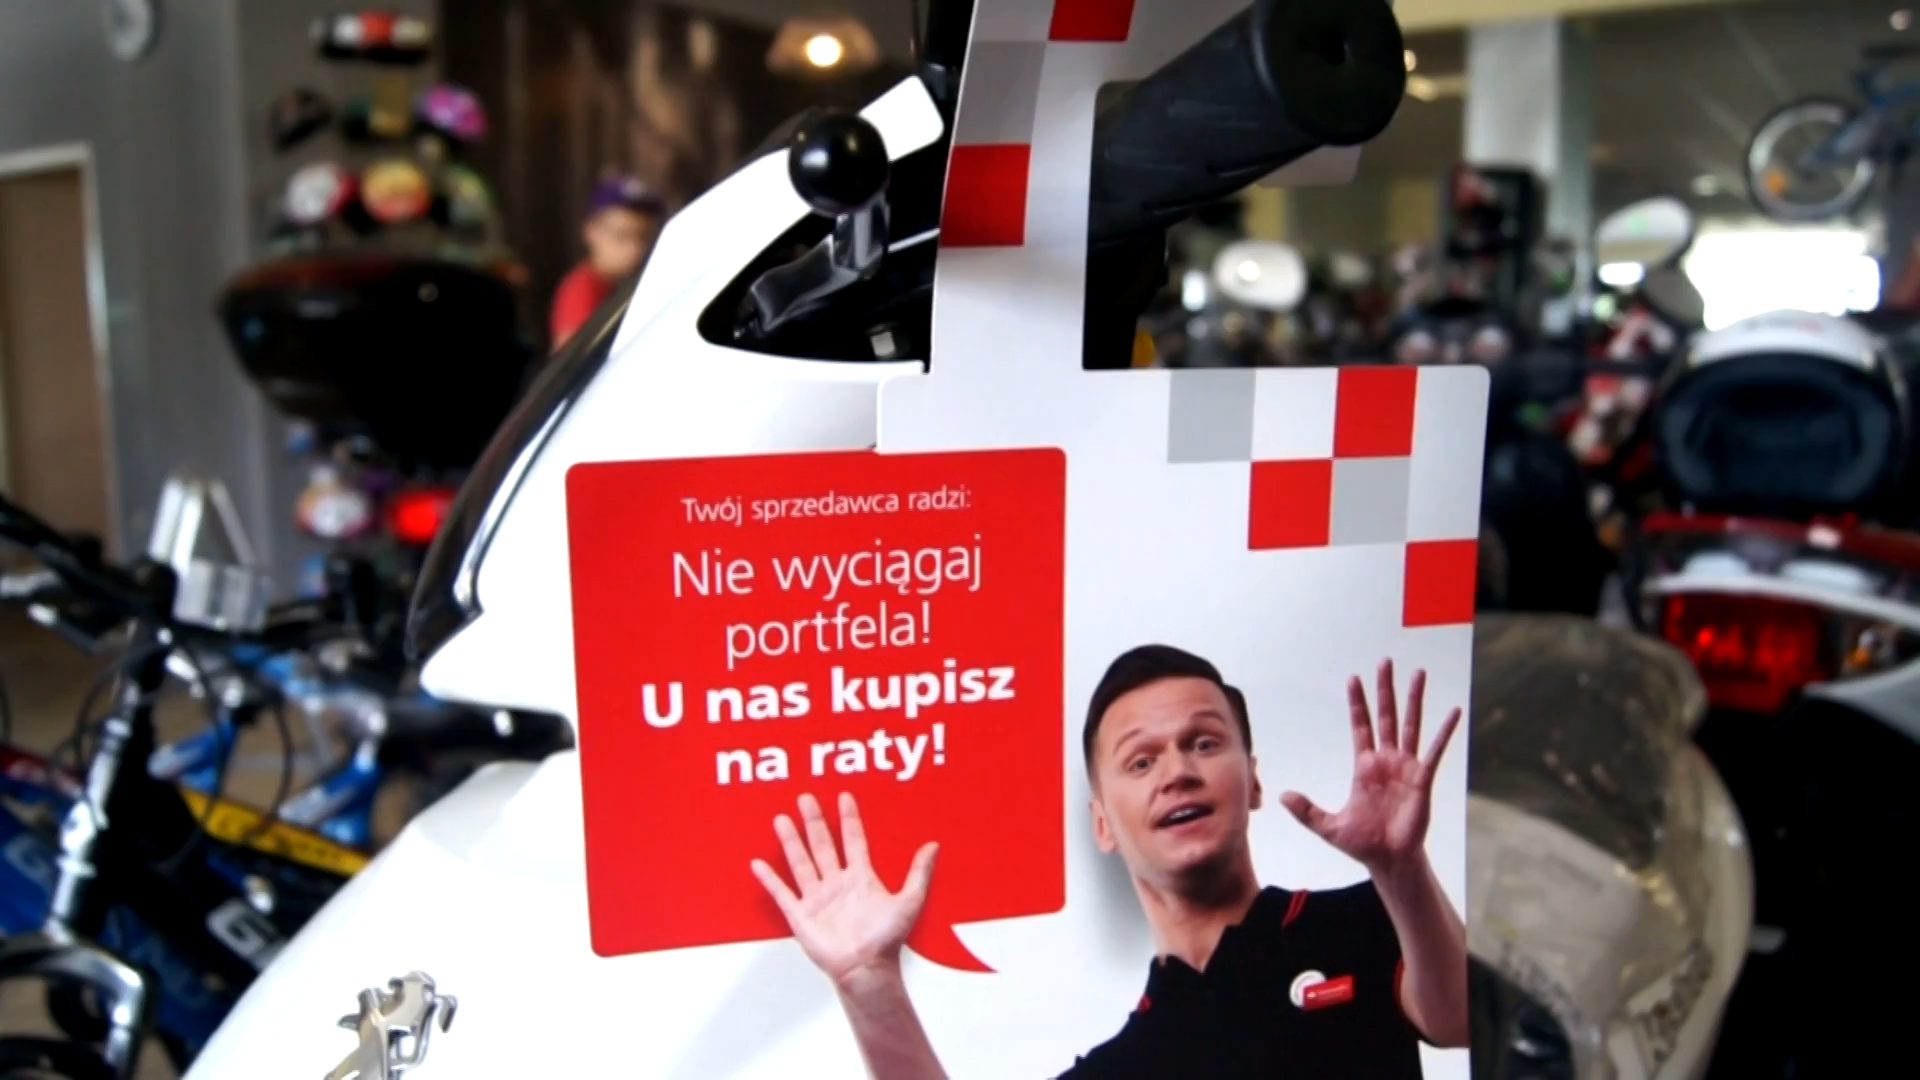 Twój sprzedawca radzi:
Nie wyciągaj
portfela!
U nas kupisz
na raty!